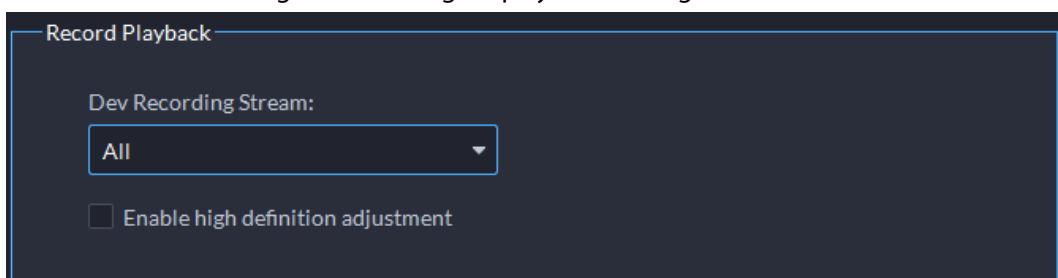 Record Playback
Dev Recording Stream:
All
Enable high definition adjustment